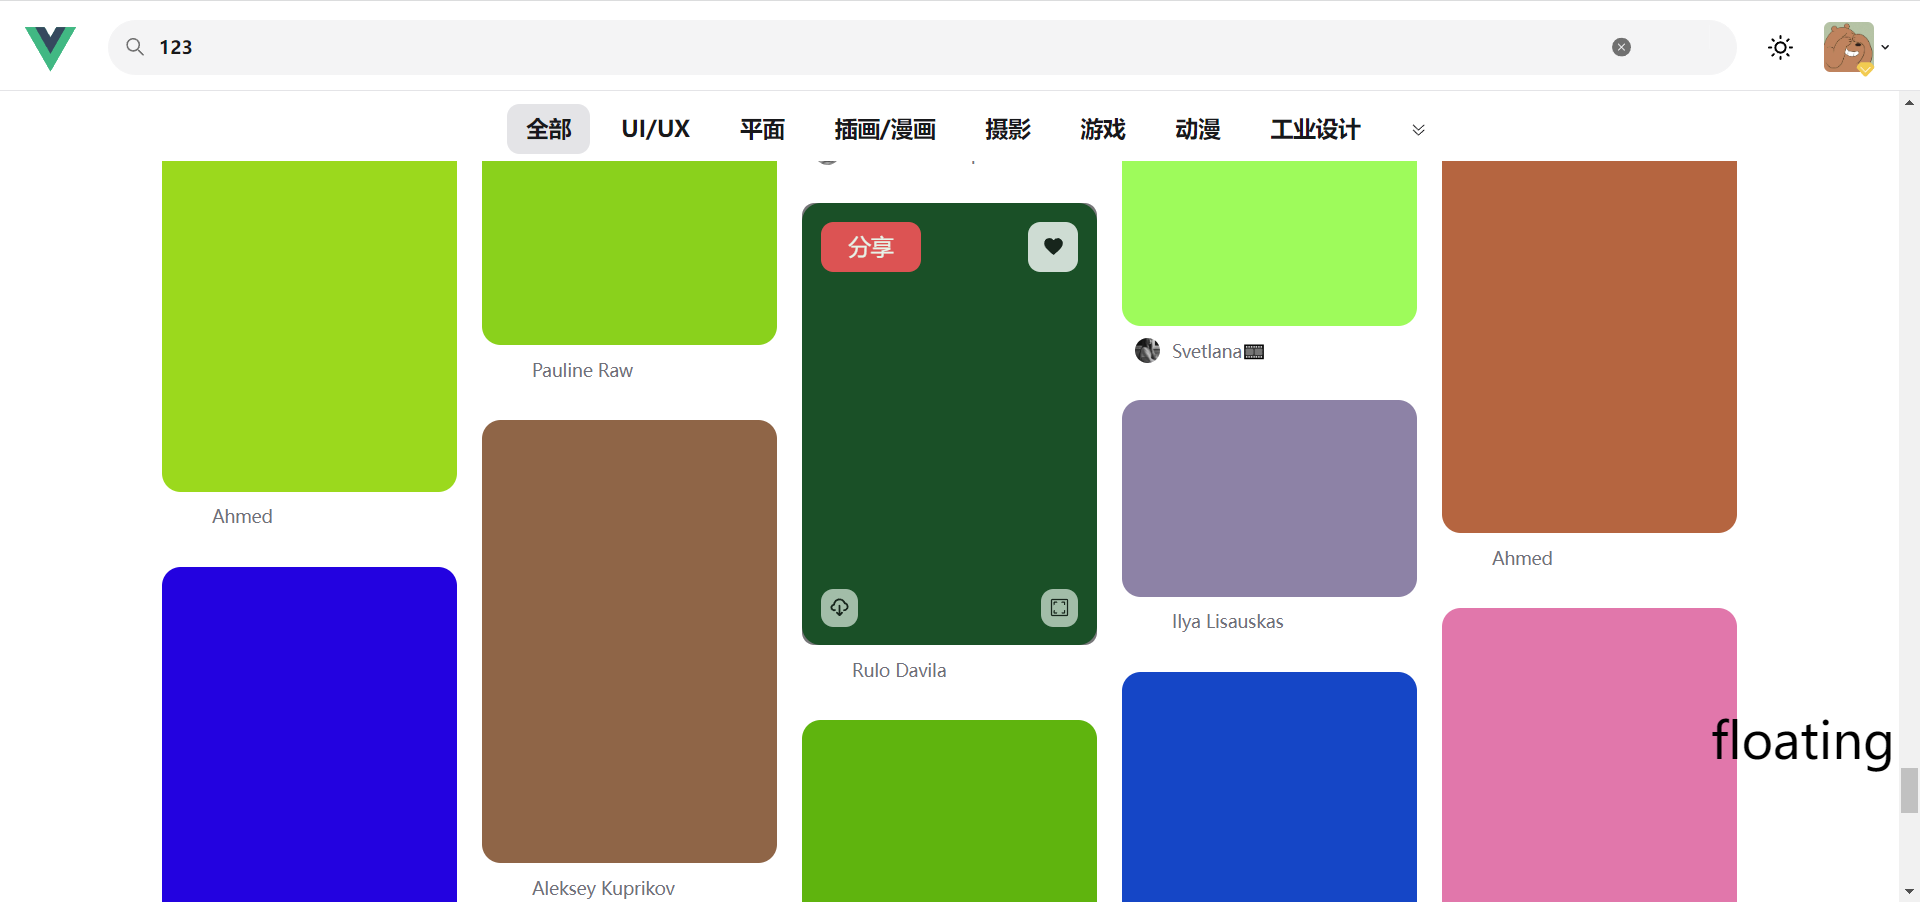 123
全部 UI/UX 平面 插画/漫画 摄影 游戏 动漫 工业设计
分享
Svetlana🎞
Pauline Raw
Ahmed
Ahmed
Ilya Lisauskas
Rulo Davila
floating
Aleksey Kuprikov